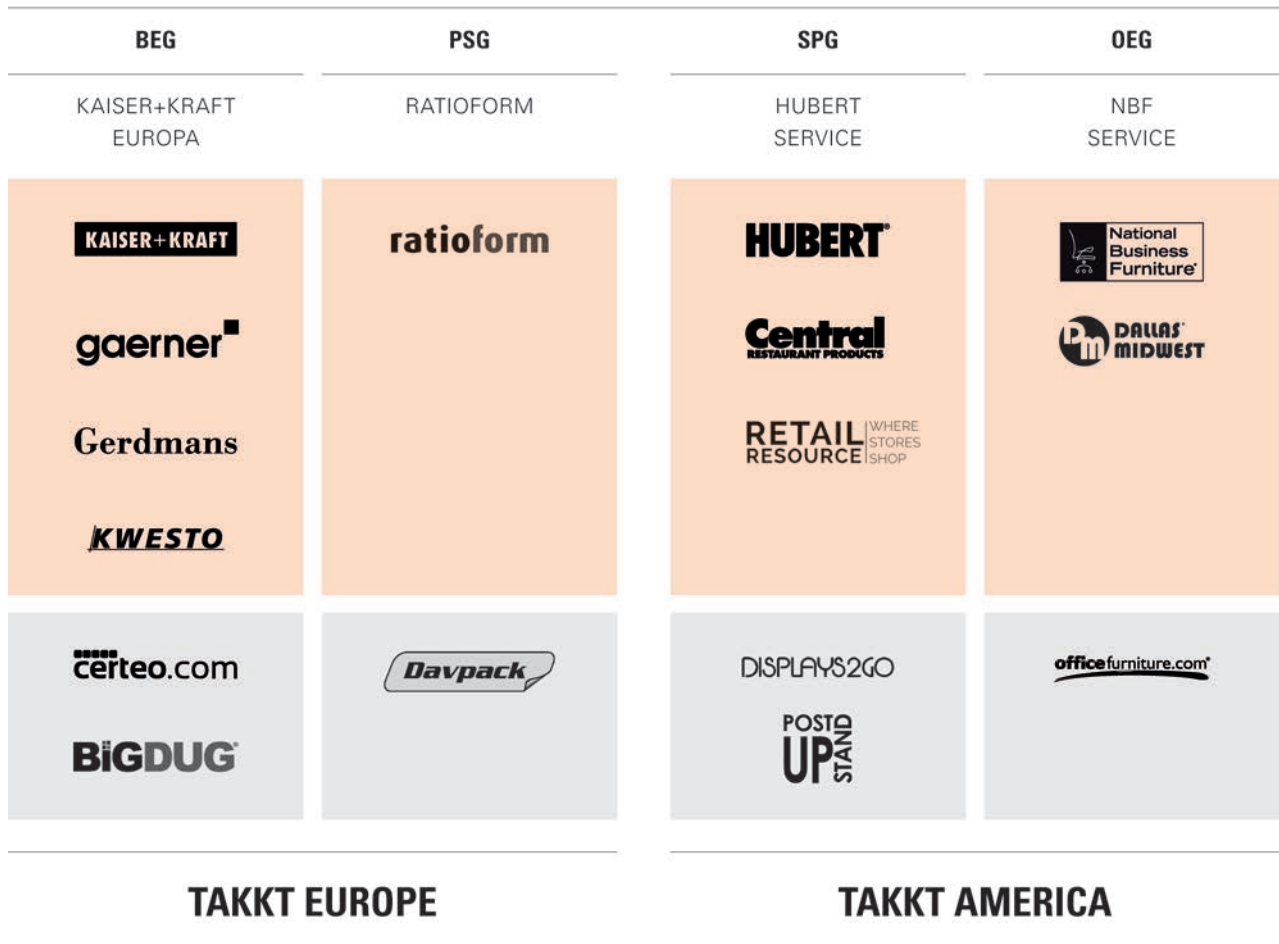 BEG
PSG
SPG
OEG
KAISER+KRAFT
EUROPA
RATIOFORM
HUBERT
SERVICE
NBF
SERVICE
KAISER+KRAFT
gaerner
Gerdmans
KWESTO
ratioform
HUBERT®
Central
RESTAURANT PRODUCTS
RETAIL
RESOURCE
WHERE
STORES
SHOP
National
Business
Furniture
DM
DALLAS
MIDWEST
certeo.com
BiGDUG
Davpack
DISPLAYS2GO
POST
UP
STAND
officefurniture.com
TAKKT EUROPE
TAKKT AMERICA